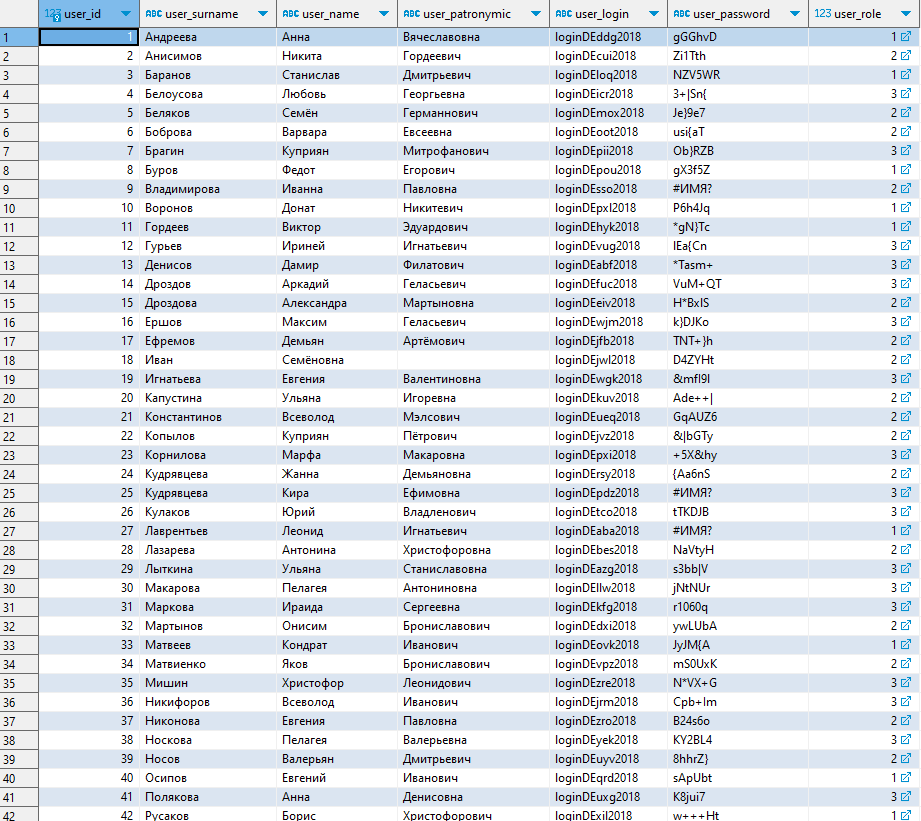 123 user_id ABC user_surname ABC user_name ABC user_patronymic ABC user_login ABC user_password 123 user_role
1 1 Андреева Анна Вячеславовна loginDEddg2018 gGGhvD 1
2 2 Анисимов Никита Гордеевич loginDEcui2018 Zi1Tth 2
3 3 Баранов Станислав Дмитрьевич loginDEloq2018 NZV5WR 1
4 4 Белоусова Любовь Георгьевна loginDEicr2018 3+|Sn{ 3
5 5 Беляков Семён Германнович loginDEmox2018 Je}9e7 2
6 6 Боброва Варвара Евсеевна loginDEoot2018 usi{aT 2
7 7 Брагин Куприян Митрофанович loginDEpii2018 Ob}RZB 3
8 8 Буров Федот Егорович loginDEpou2018 gX3f5Z 1
9 9 Владимирова Иванна Павловна loginDEsso2018 #ИМЯ? 2
10 10 Воронов Донат Никитевич loginDEpxl2018 P6h4Jq 1
11 11 Гордеев Виктор Эдуардович loginDEhyk2018 *gN}Tc 1
12 12 Гурьев Ириней Игнатьевич loginDEvug2018 lEa{Cn 3
13 13 Денисов Дамир Филатович loginDEabf2018 *Tasm+ 3
14 14 Дроздов Аркадий Геласьевич loginDEfuc2018 VuM+QT 3
15 15 Дроздова Александра Мартыновна loginDEeiv2018 H*BxlS 2
16 16 Ершов Максим Геласьевич loginDEwjm2018 k}DJKo 3
17 17 Ефремов Демьян Артёмович loginDEjfb2018 TNT+}h 2
18 18 Иван Семёновна loginDEjwl2018 D4ZYHt 2
19 19 Игнатьева Евгения Валентиновна loginDEwgk2018 &mfI9l 3
20 20 Капустина Ульяна Игоревна loginDEkuv2018 Ade++| 2
21 21 Константинов Всеволод Мэлсович loginDEueq2018 GqAUZ6 2
22 22 Копылов Куприян Пётрович loginDEjvz2018 &|bGTy 2
23 23 Корнилова Марфа Макаровна loginDEpxi2018 +5X&hy 3
24 24 Кудрявцева Жанна Демьяновна loginDErsy2018 {Aa6nS 2
25 25 Кудрявцева Кира Ефимовна loginDEpdz2018 #ИМЯ? 3
26 26 Кулаков Юрий Владленович loginDEtco2018 tTKDJB 3
27 27 Лаврентьев Леонид Игнатьевич loginDEaba2018 #ИМЯ? 1
28 28 Лазарева Антонина Христофоровна loginDEbes2018 NaVtyH 2
29 29 Лыткина Ульяна Станиславовна loginDEazg2018 s3bb|V 3
30 30 Макарова Пелагея Антониновна loginDEllw2018 jNtNUr 3
31 31 Маркова Ираида Сергеевна loginDEkfg2018 r1060q 3
32 32 Мартынов Онисим Брониславович loginDEdxi2018 ywLUbA 2
33 33 Матвеев Кондрат Иванович loginDEovk2018 JyJM{A 1
34 34 Матвиенко Яков Брониславович loginDEvpz2018 mS0UxK 2
35 35 Мишин Христофор Леонидович loginDEzre2018 N*VX+G 3
36 36 Никифоров Всеволод Иванович loginDEjrm2018 Cpb+Im 3
37 37 Никонова Евгения Павловна loginDEzro2018 B24s6o 2
38 38 Носкова Пелагея Валерьевна loginDEyek2018 KY2BL4 3
39 39 Носов Валерьян Дмитрьевич loginDEuyv2018 8hhrZ} 2
40 40 Осипов Евгений Иванович loginDEqrd2018 sApUbt 1
41 41 Полякова Анна Денисовна loginDEuxg2018 K8jui7 3
42 42 Русаков Борис Христофорович loginDExil2018 w+++Ht 1